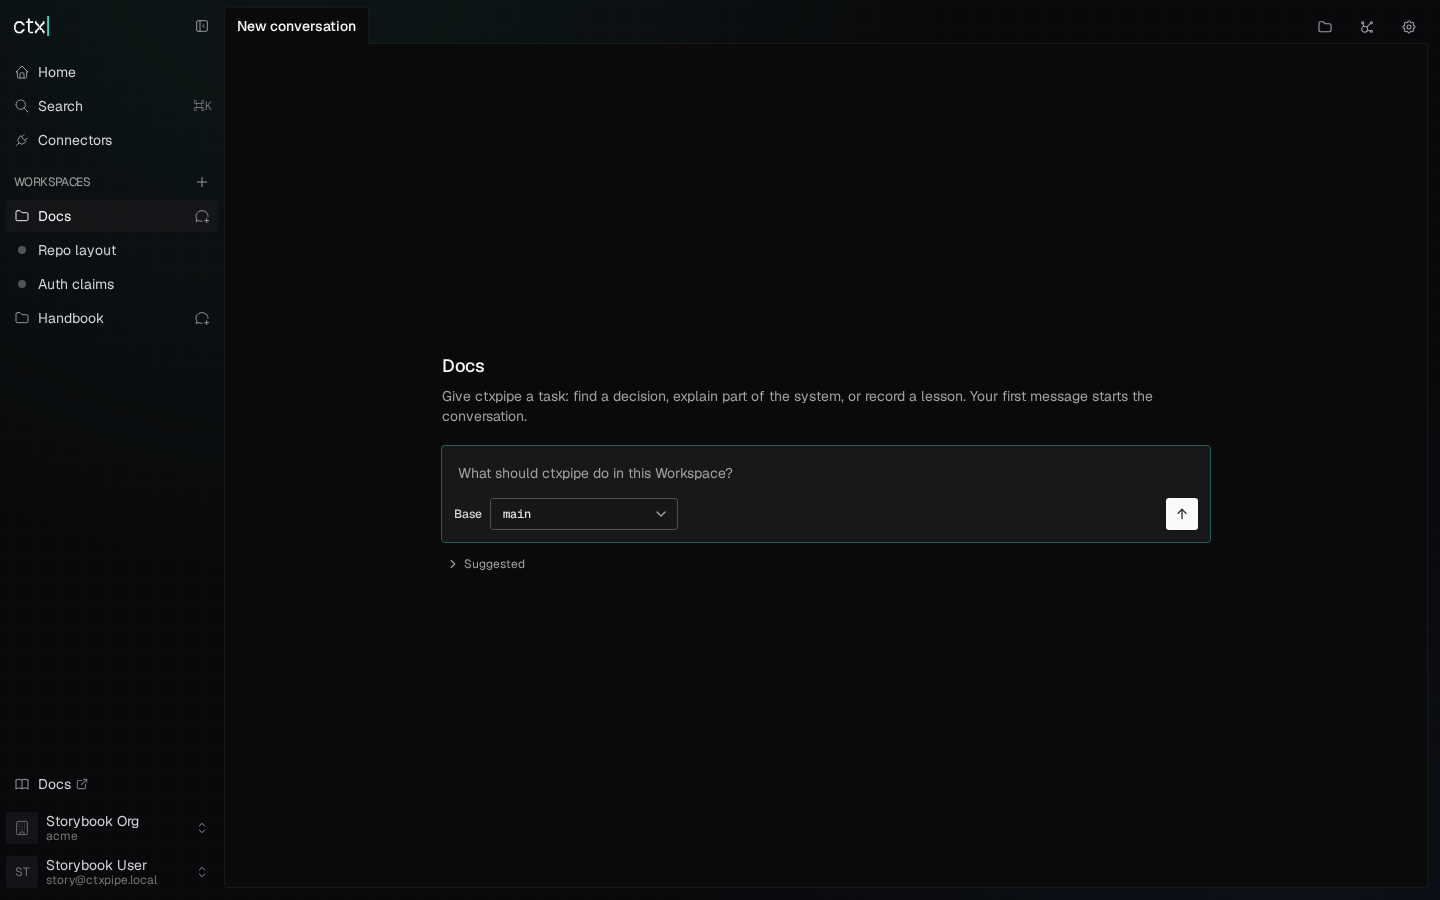 ctx
New conversation
Home
Search ⌘K
Connectors
WORKSPACES
Docs
Repo layout
Auth claims
Handbook
Docs
Give ctxpipe a task: find a decision, explain part of the system, or record a lesson. Your first message starts the
conversation.
What should ctxpipe do in this Workspace?
Base main
Suggested
Docs
Storybook Org
acme
ST Storybook User
story@ctxpipe.local